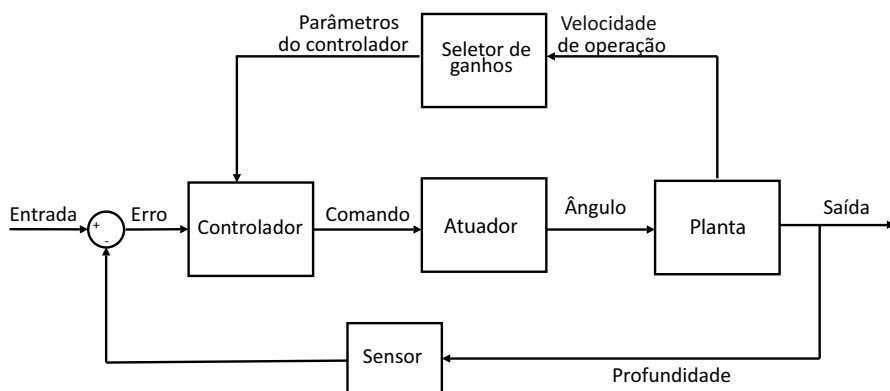 Parâmetros
do controlador
Seletor de
ganhos
Velocidade
de operação
Entrada
+
-
Erro
Controlador
Comando
Atuador
Ângulo
Planta
Saída
Sensor
Profundidade